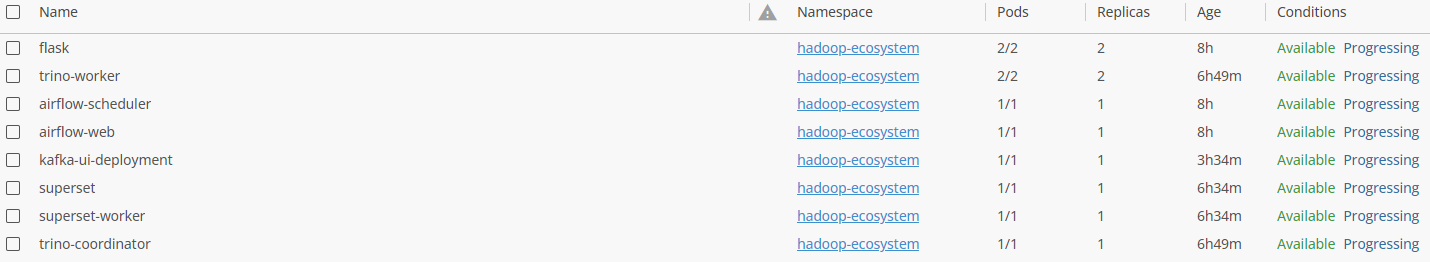 Name Namespace Pods Replicas Age Conditions
flask hadoop-ecosystem 2/2 2 8h Available Progressing
trino-worker hadoop-ecosystem 2/2 2 6h49m Available Progressing
airflow-scheduler hadoop-ecosystem 1/1 1 8h Available Progressing
airflow-web hadoop-ecosystem 1/1 1 8h Available Progressing
kafka-ui-deployment hadoop-ecosystem 1/1 1 3h34m Available Progressing
superset hadoop-ecosystem 1/1 1 6h34m Available Progressing
superset-worker hadoop-ecosystem 1/1 1 6h34m Available Progressing
trino-coordinator hadoop-ecosystem 1/1 1 6h49m Available Progressing